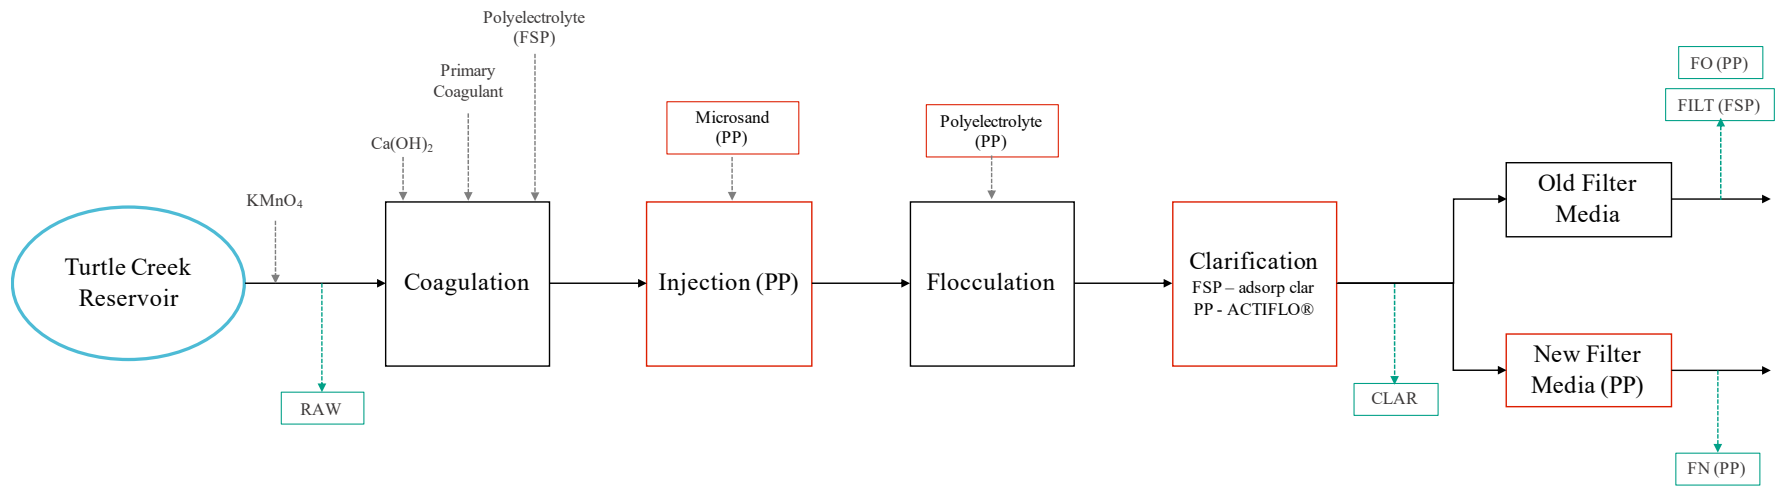 Polyelectrolyte
(FSP)
Primary
Coagulant
Ca(OH)₂
KMnO₄
Turtle Creek
Reservoir
RAW
Coagulation
Microsand
(PP)
Injection (PP)
Polyelectrolyte
(PP)
Flocculation
Clarification
FSP – adsorp clar
PP - ACTIFLO®
CLAR
Old Filter
Media
FO (PP)
FILT (FSP)
New Filter
Media (PP)
FN (PP)